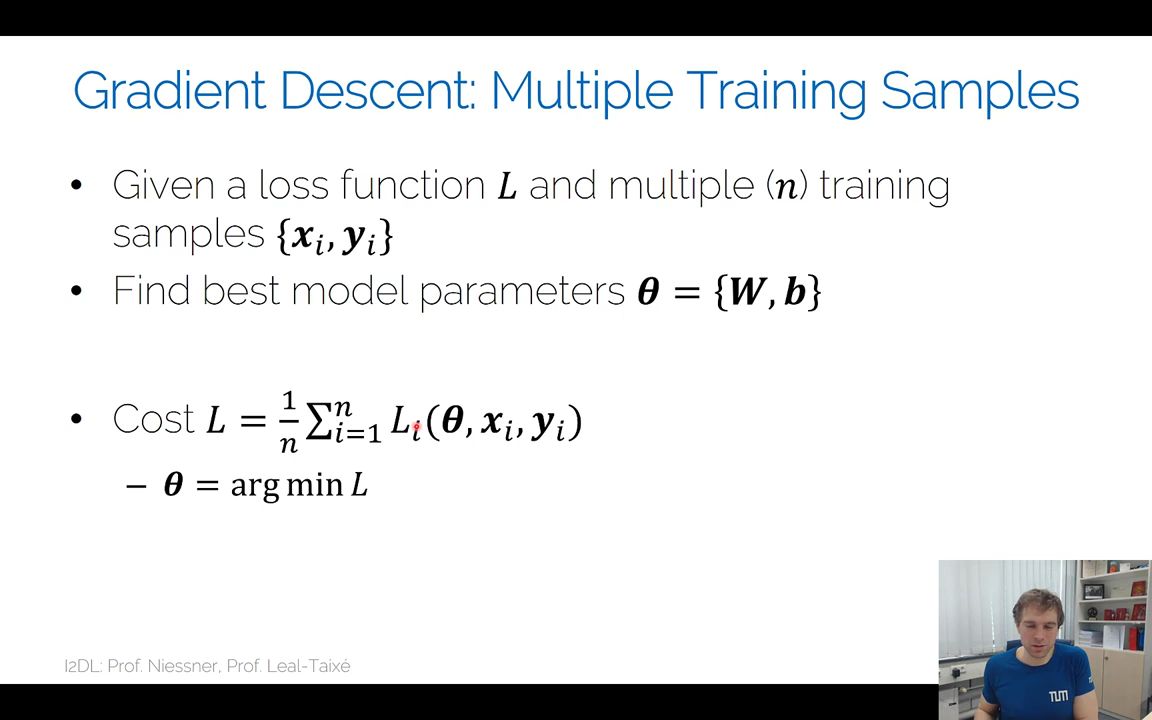 Gradient Descent: Multiple Training Samples
• Given a loss function L and multiple (n) training
samples {xᵢ, yᵢ}
• Find best model parameters θ = {W, b}
• Cost L = 1/n ∑ⁿᵢ₌₁ Lᵢ(θ, xᵢ, yᵢ)
– θ = arg min L
I2DL: Prof. Niessner, Prof. Leal-Taixé
TUM